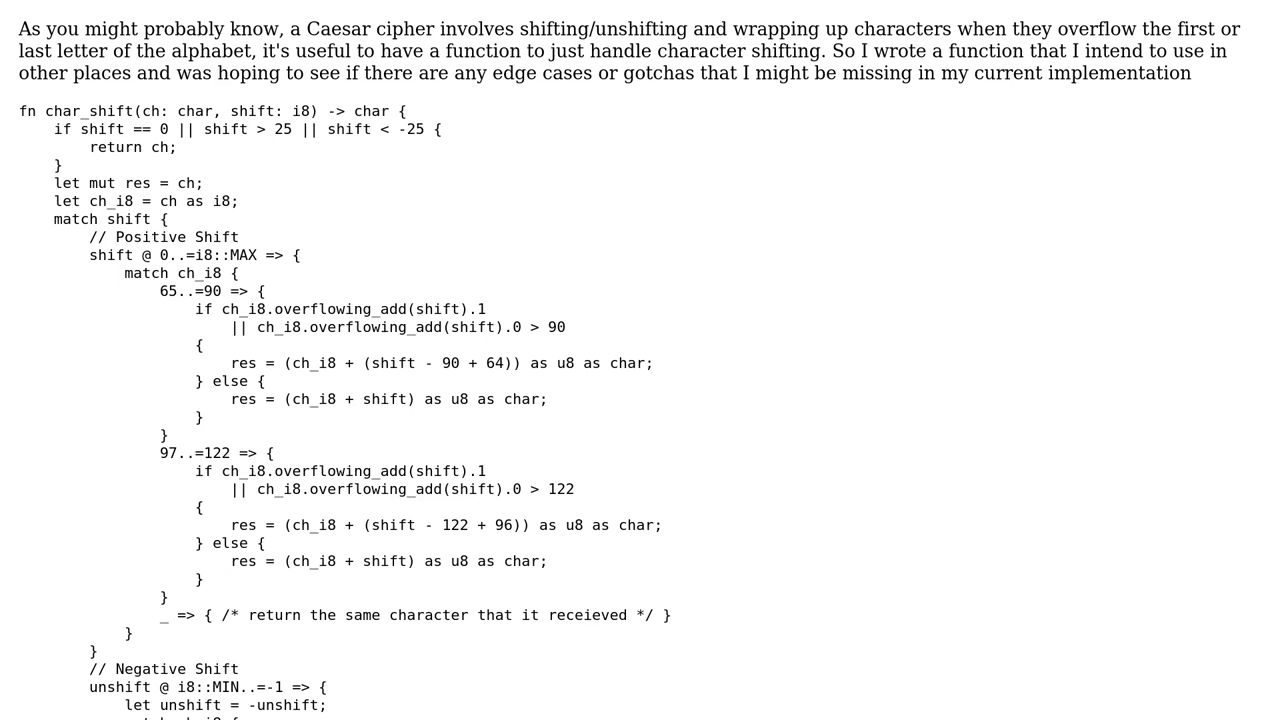 As you might probably know, a Caesar cipher involves shifting/unshifting and wrapping up characters when they overflow the first or
last letter of the alphabet, it's useful to have a function to just handle character shifting. So I wrote a function that I intend to use in
other places and was hoping to see if there are any edge cases or gotchas that I might be missing in my current implementation
fn char_shift(ch: char, shift: i8) -> char {
    if shift == 0 || shift > 25 || shift < -25 {
        return ch;
    }
    let mut res = ch;
    let ch_i8 = ch as i8;
    match shift {
        // Positive Shift
        shift @ 0..=i8::MAX => {
            match ch_i8 {
                65..=90 => {
                    if ch_i8.overflowing_add(shift).1
                        || ch_i8.overflowing_add(shift).0 > 90
                    {
                        res = (ch_i8 + (shift - 90 + 64)) as u8 as char;
                    } else {
                        res = (ch_i8 + shift) as u8 as char;
                    }
                }
                97..=122 => {
                    if ch_i8.overflowing_add(shift).1
                        || ch_i8.overflowing_add(shift).0 > 122
                    {
                        res = (ch_i8 + (shift - 122 + 96)) as u8 as char;
                    } else {
                        res = (ch_i8 + shift) as u8 as char;
                    }
                }
                _ => { /* return the same character that it receieved */ }
            }
        }
        // Negative Shift
        unshift @ i8::MIN..=-1 => {
            let unshift = -unshift;